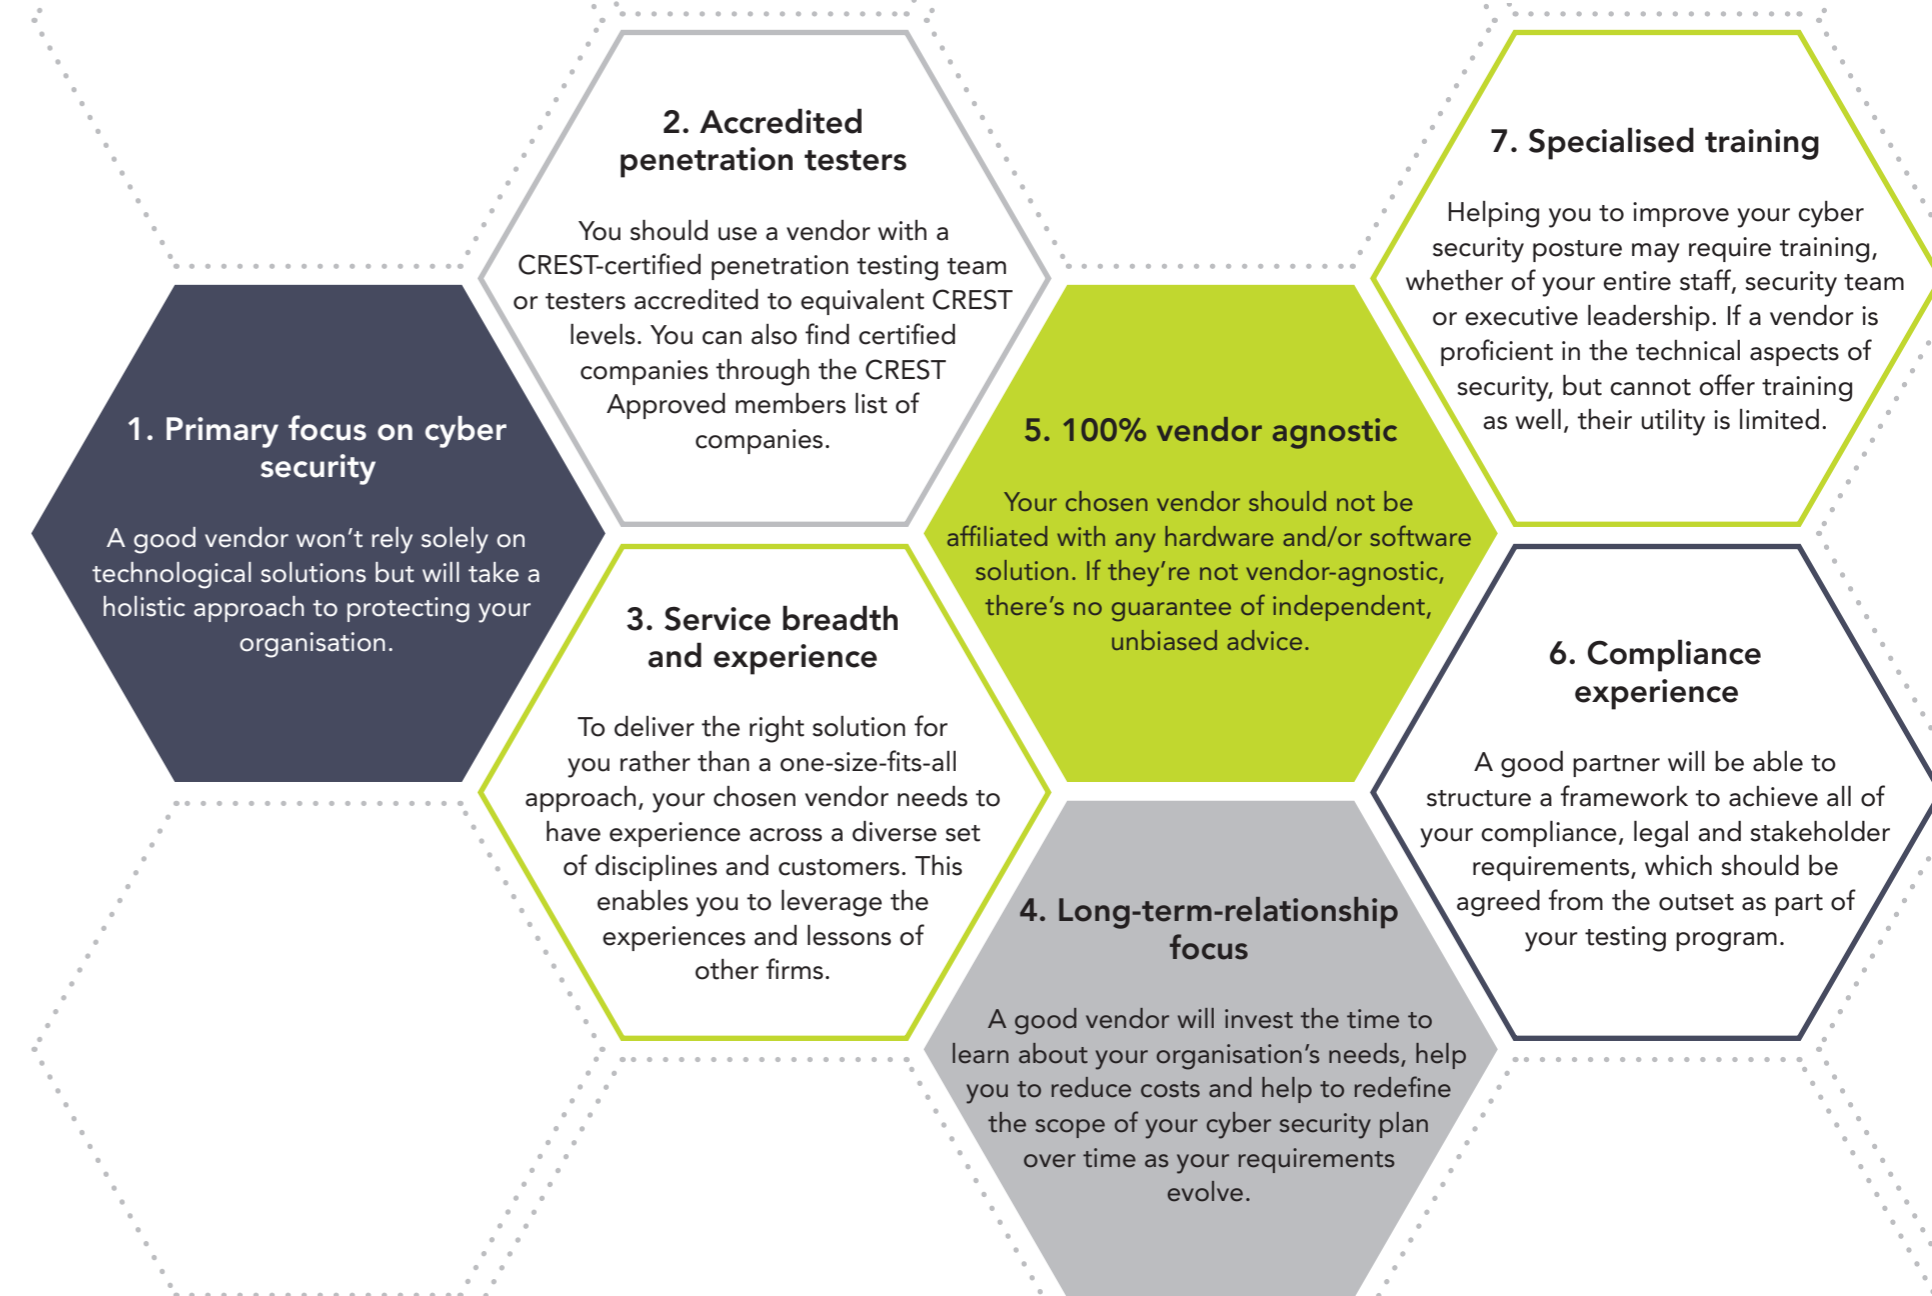 1. Primary focus on cyber
security
A good vendor won’t rely solely on
technological solutions but will take a
holistic approach to protecting your
organisation.
2. Accredited
penetration testers
You should use a vendor with a
CREST-certified penetration testing team
or testers accredited to equivalent CREST
levels. You can also find certified
companies through the CREST
Approved members list of
companies.
3. Service breadth
and experience
To deliver the right solution for
you rather than a one-size-fits-all
approach, your chosen vendor needs to
have experience across a diverse set
of disciplines and customers. This
enables you to leverage the
experiences and lessons of
other firms.
4. Long-term-relationship
focus
A good vendor will invest the time to
learn about your organisation’s needs, help
you to reduce costs and help to redefine
the scope of your cyber security plan
over time as your requirements
evolve.
5. 100% vendor agnostic
Your chosen vendor should not be
affiliated with any hardware and/or software
solution. If they’re not vendor-agnostic,
there’s no guarantee of independent,
unbiased advice.
6. Compliance
experience
A good partner will be able to
structure a framework to achieve all of
your compliance, legal and stakeholder
requirements, which should be
agreed from the outset as part of
your testing program.
7. Specialised training
Helping you to improve your cyber
security posture may require training,
whether of your entire staff, security team
or executive leadership. If a vendor is
proficient in the technical aspects of
security, but cannot offer training
as well, their utility is limited.